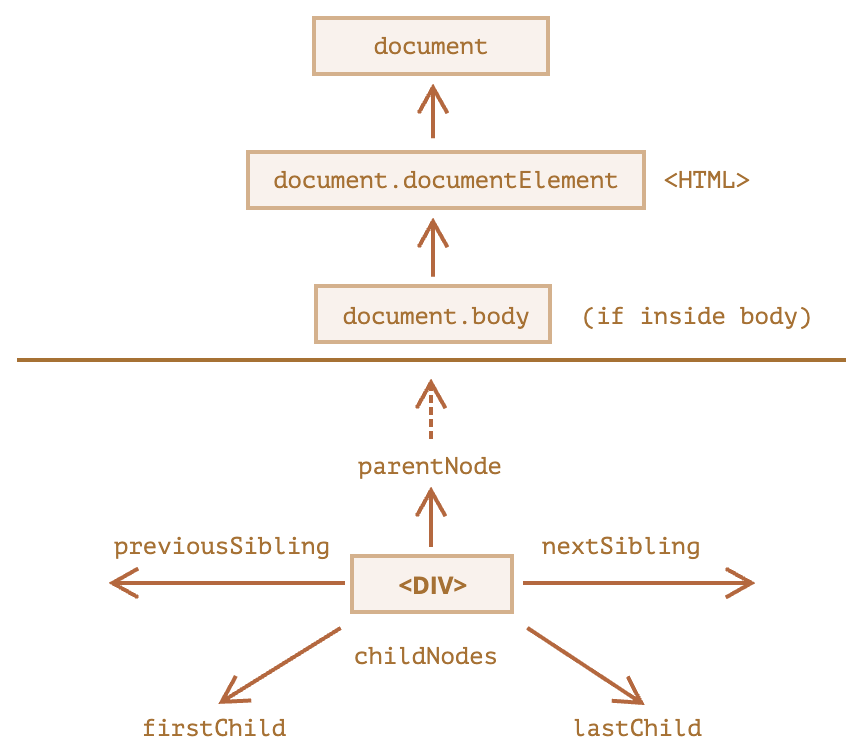 document
document.documentElement <HTML>
document.body (if inside body)
parentNode
previousSibling nextSibling
<DIV>
childNodes
firstChild lastChild